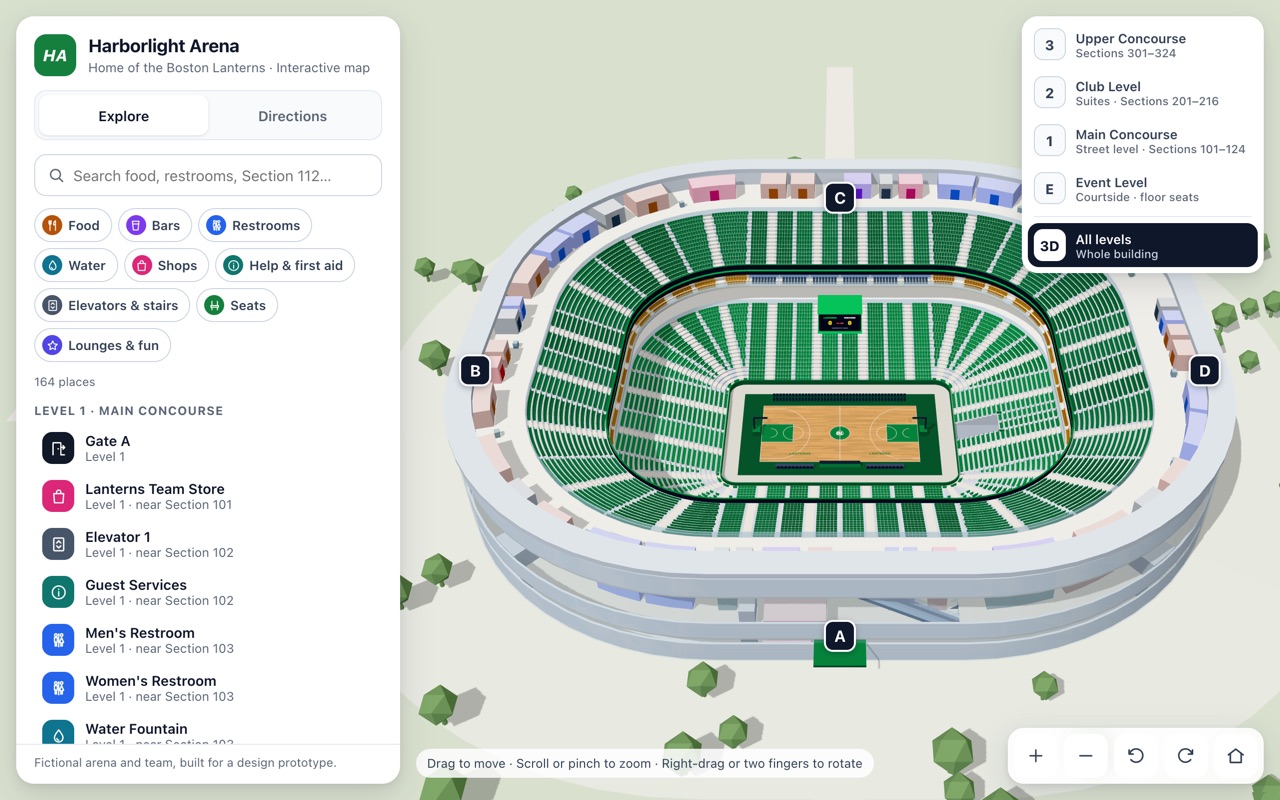 HA
Harborlight Arena
Home of the Boston Lanterns · Interactive map
Explore
Directions
Search food, restrooms, Section 112...
Food
Bars
Restrooms
Water
Shops
Help & first aid
Elevators & stairs
Seats
Lounges & fun
164 places
LEVEL 1 · MAIN CONCOURSE
Gate A
Level 1
Lanterns Team Store
Level 1 · near Section 101
Elevator 1
Level 1 · near Section 102
Guest Services
Level 1 · near Section 102
Men's Restroom
Level 1 · near Section 103
Women's Restroom
Level 1 · near Section 103
Water Fountain
Level 1 · near Section 103
Fictional arena and team, built for a design prototype.
C
B
D
A
3
Upper Concourse
Sections 301–324
2
Club Level
Suites · Sections 201–216
1
Main Concourse
Street level · Sections 101–124
E
Event Level
Courtside · floor seats
3D
All levels
Whole building
Drag to move · Scroll or pinch to zoom · Right-drag or two fingers to rotate